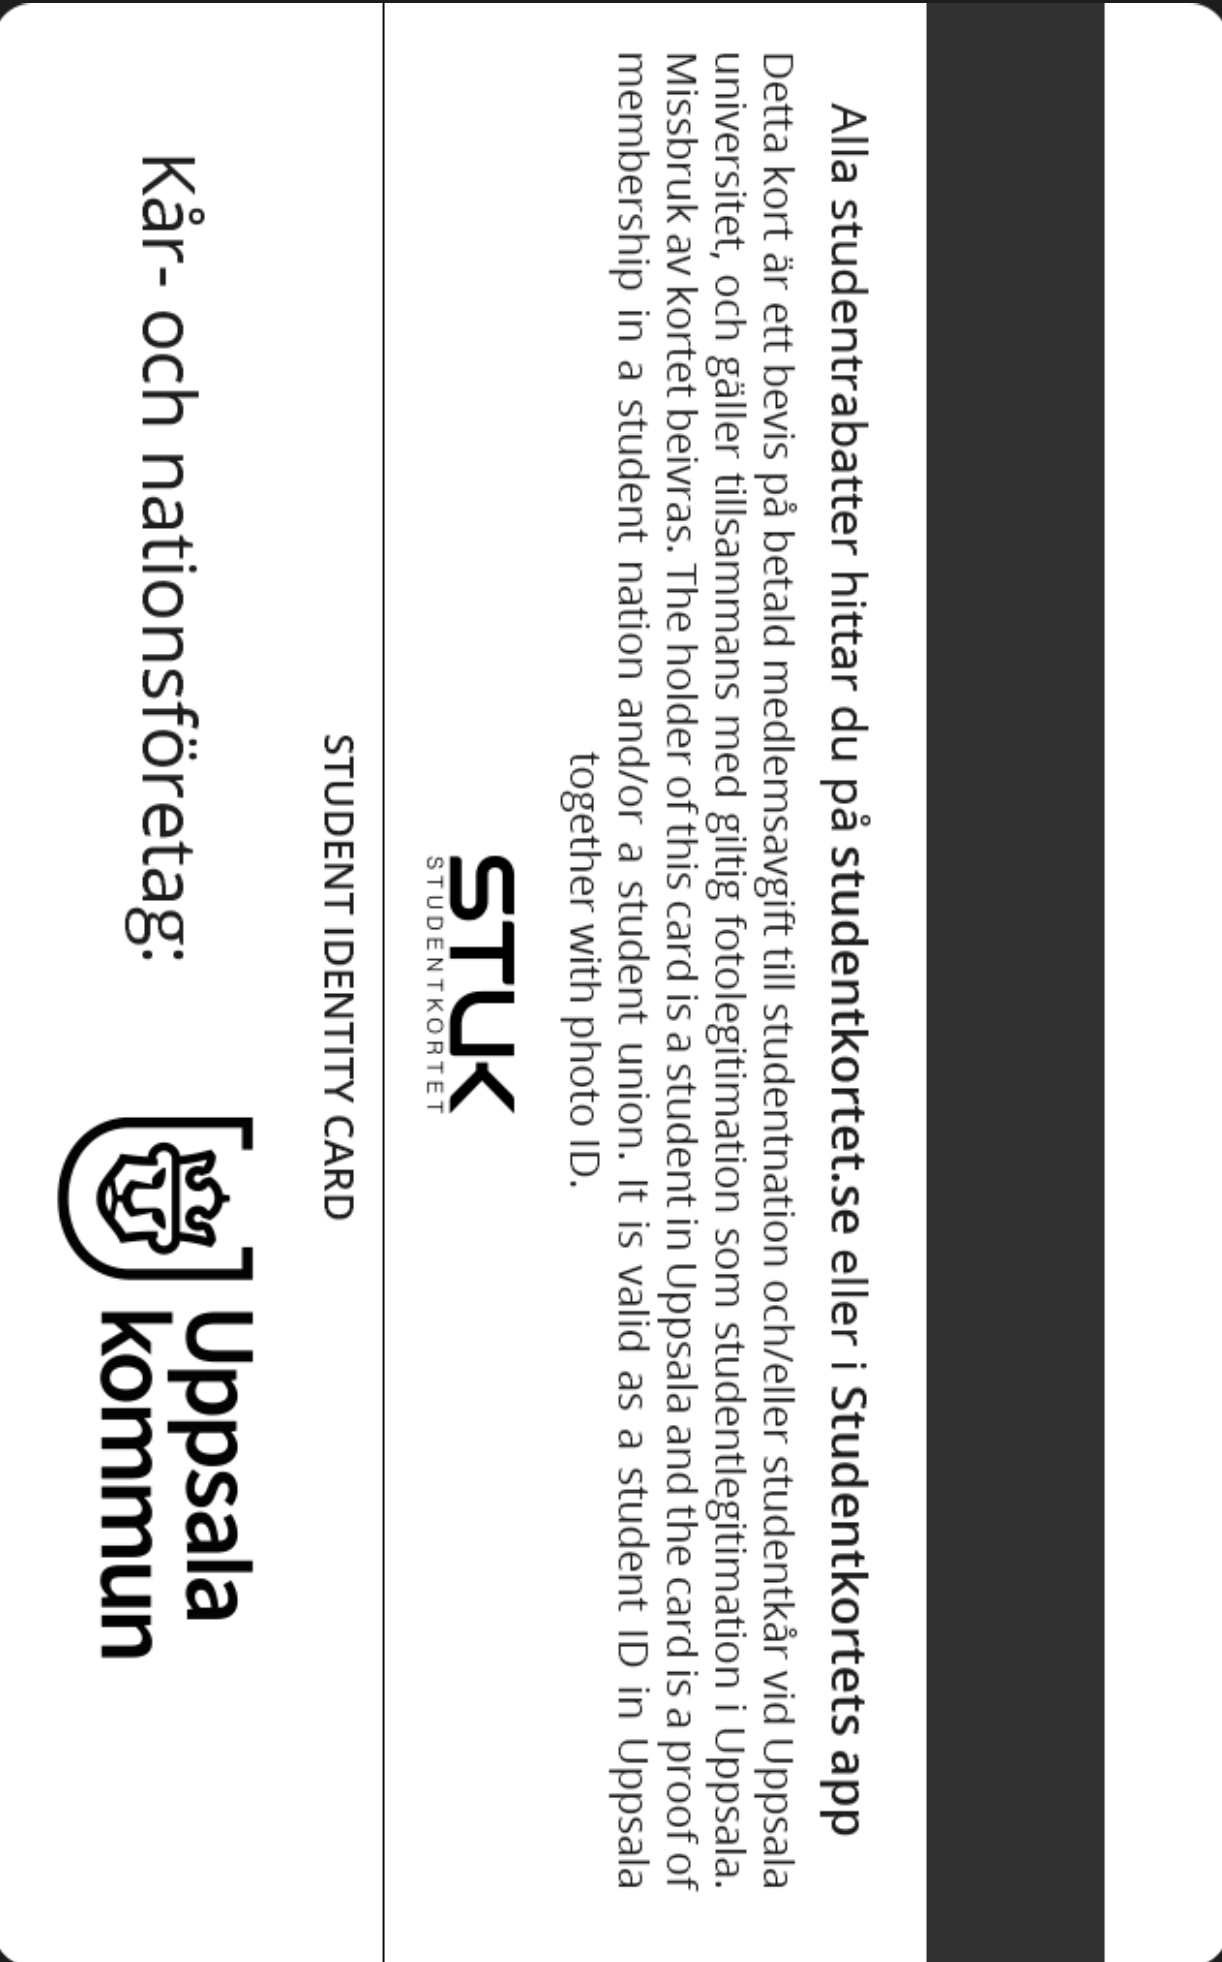 Alla studentrabatter hittar du på studentkortet.se eller i Studentkortets app
Detta kort är ett bevis på betald medlemsavgift till studentnation och/eller studentkår vid Uppsala
universitet, och gäller tillsammans med giltig fotolegitimation som studentlegitimation i Uppsala.
Missbruk av kortet beivras. The holder of this card is a student in Uppsala and the card is a proof of
membership in a student nation and/or a student union. It is valid as a student ID in Uppsala
together with photo ID.
STUK
STUDENTKORTET
STUDENT IDENTITY CARD
Kår- och nationsföretag:
Uppsala
kommun